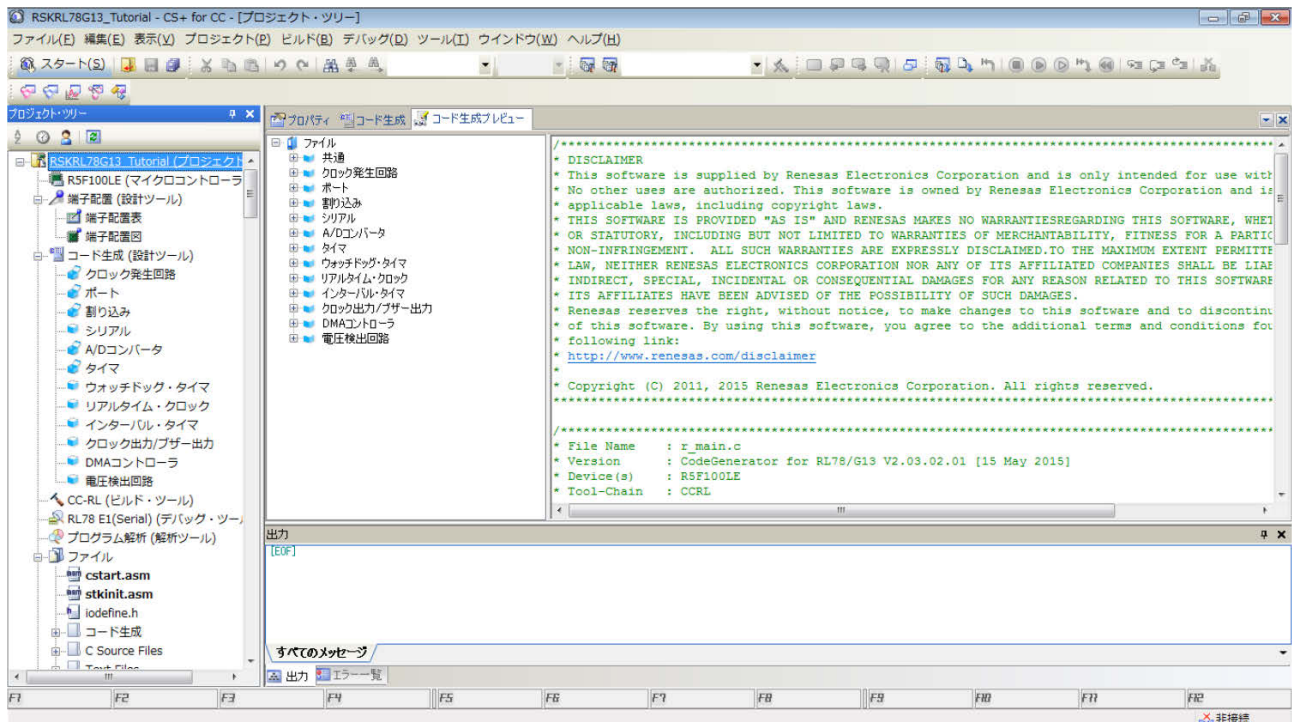 RSKRL78G13_Tutorial - CS+ for CC - [プロジェクト・ツリー]
ファイル(F) 編集(E) 表示(V) プロジェクト(P) ビルド(B) デバッグ(D) ツール(T) ウインドウ(W) ヘルプ(H)
スタート(S)
プロジェクト・ツリー
RSKRL78G13_Tutorial (プロジェクト
R5F100LE (マイクロコントローラ
端子配置 (設計ツール)
端子配置表
端子配置図
コード生成 (設計ツール)
クロック発生回路
ポート
割り込み
シリアル
A/Dコンバータ
タイマ
ウォッチドッグ・タイマ
リアルタイム・クロック
インターバル・タイマ
クロック出力/ブザー出力
DMAコントローラ
電圧検出回路
CC-RL (ビルド・ツール)
RL78 E1(Serial) (デバッグ・ツー
プログラム解析 (解析ツール)
ファイル
cstart.asm
stkinit.asm
iodefine.h
コード生成
C Source Files
Text Files
プロパティ コード生成 コード生成プレビュー
ファイル
共通
クロック発生回路
ポート
割り込み
シリアル
A/Dコンバータ
タイマ
ウォッチドッグ・タイマ
リアルタイム・クロック
インターバル・タイマ
クロック出力/ブザー出力
DMAコントローラ
電圧検出回路
/***********************************************************************
* DISCLAIMER
* This software is supplied by Renesas Electronics Corporation and is only intended for use with
* No other uses are authorized. This software is owned by Renesas Electronics Corporation and is
* applicable laws, including copyright laws.
* THIS SOFTWARE IS PROVIDED "AS IS" AND RENESAS MAKES NO WARRANTIESREGARDING THIS SOFTWARE, WHET
* OR STATUTORY, INCLUDING BUT NOT LIMITED TO WARRANTIES OF MERCHANTABILITY, FITNESS FOR A PARTIC
* NON-INFRINGEMENT. ALL SUCH WARRANTIES ARE EXPRESSLY DISCLAIMED.TO THE MAXIMUM EXTENT PERMITTE
* LAW, NEITHER RENESAS ELECTRONICS CORPORATION NOR ANY OF ITS AFFILIATED COMPANIES SHALL BE LIAB
* INDIRECT, SPECIAL, INCIDENTAL OR CONSEQUENTIAL DAMAGES FOR ANY REASON RELATED TO THIS SOFTWARE
* ITS AFFILIATES HAVE BEEN ADVISED OF THE POSSIBILITY OF SUCH DAMAGES.
* Renesas reserves the right, without notice, to make changes to this software and to discontinu
* of this software. By using this software, you agree to the additional terms and conditions fou
* following link:
* http://www.renesas.com/disclaimer
*
* Copyright (C) 2011, 2015 Renesas Electronics Corporation. All rights reserved.
************************************************************************
/***********************************************************************
* File Name : r_main.c
* Version : CodeGenerator for RL78/G13 V2.03.02.01 [15 May 2015]
* Device(s) : R5F100LE
* Tool-Chain : CCRL
出力
[EOF]
すべてのメッセージ
出力 エラー一覧
F1 F2 F3 F4 F5 F6 F7 F8 F9 F10 F11 F12
非接続